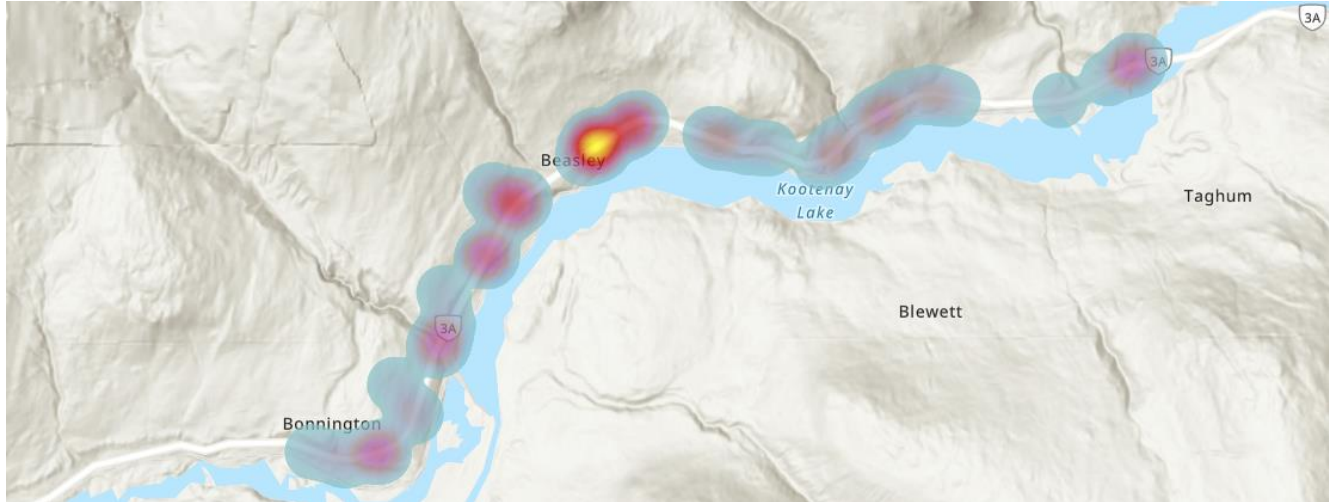 3A
3A
Beasley
Kootenay
Lake
Taghum
Blewett
3A
Bonnington